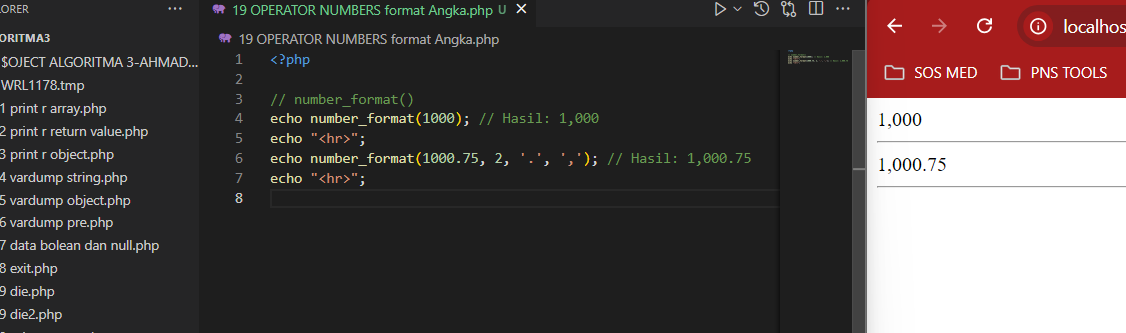 ORER ...
ORITMA3
$OJECT ALGORITMA 3-AHMAD...
WRL1178.tmp
1 print r array.php
2 print r return value.php
3 print r object.php
4 vardump string.php
5 vardump object.php
6 vardump pre.php
7 data bolean dan null.php
8 exit.php
9 die.php
9 die2.php
19 OPERATOR NUMBERS format Angka.php U
19 OPERATOR NUMBERS format Angka.php
1 <?php
2
3 // number_format()
4 echo number_format(1000); // Hasil: 1,000
5 echo "<hr>";
6 echo number_format(1000.75, 2, '.', ','); // Hasil: 1,000.75
7 echo "<hr>";
8
localhos
SOS MED PNS TOOLS
1,000
1,000.75